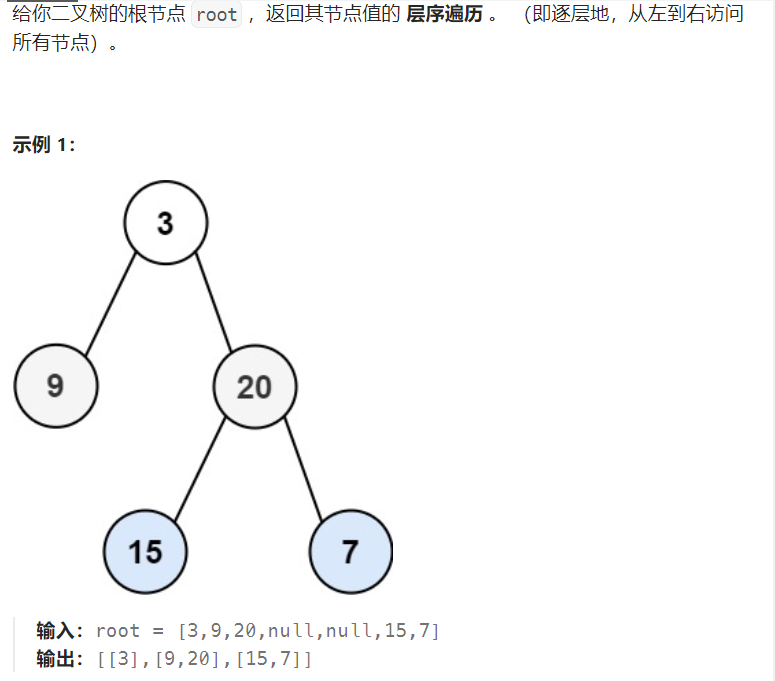 给你二叉树的根节点 root ，返回其节点值的 层序遍历 。 （即逐层地，从左到右访问
所有节点）。
示例 1：
3
9
20
15
7
输入：root = [3,9,20,null,null,15,7]
输出：[[3],[9,20],[15,7]]